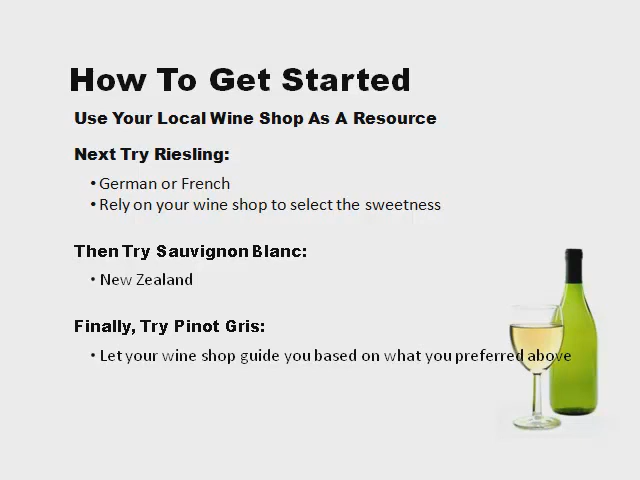 How To Get Started
Use Your Local Wine Shop As A Resource
Next Try Riesling:
• German or French
• Rely on your wine shop to select the sweetness
Then Try Sauvignon Blanc:
• New Zealand
Finally, Try Pinot Gris:
• Let your wine shop guide you based on what you preferred above